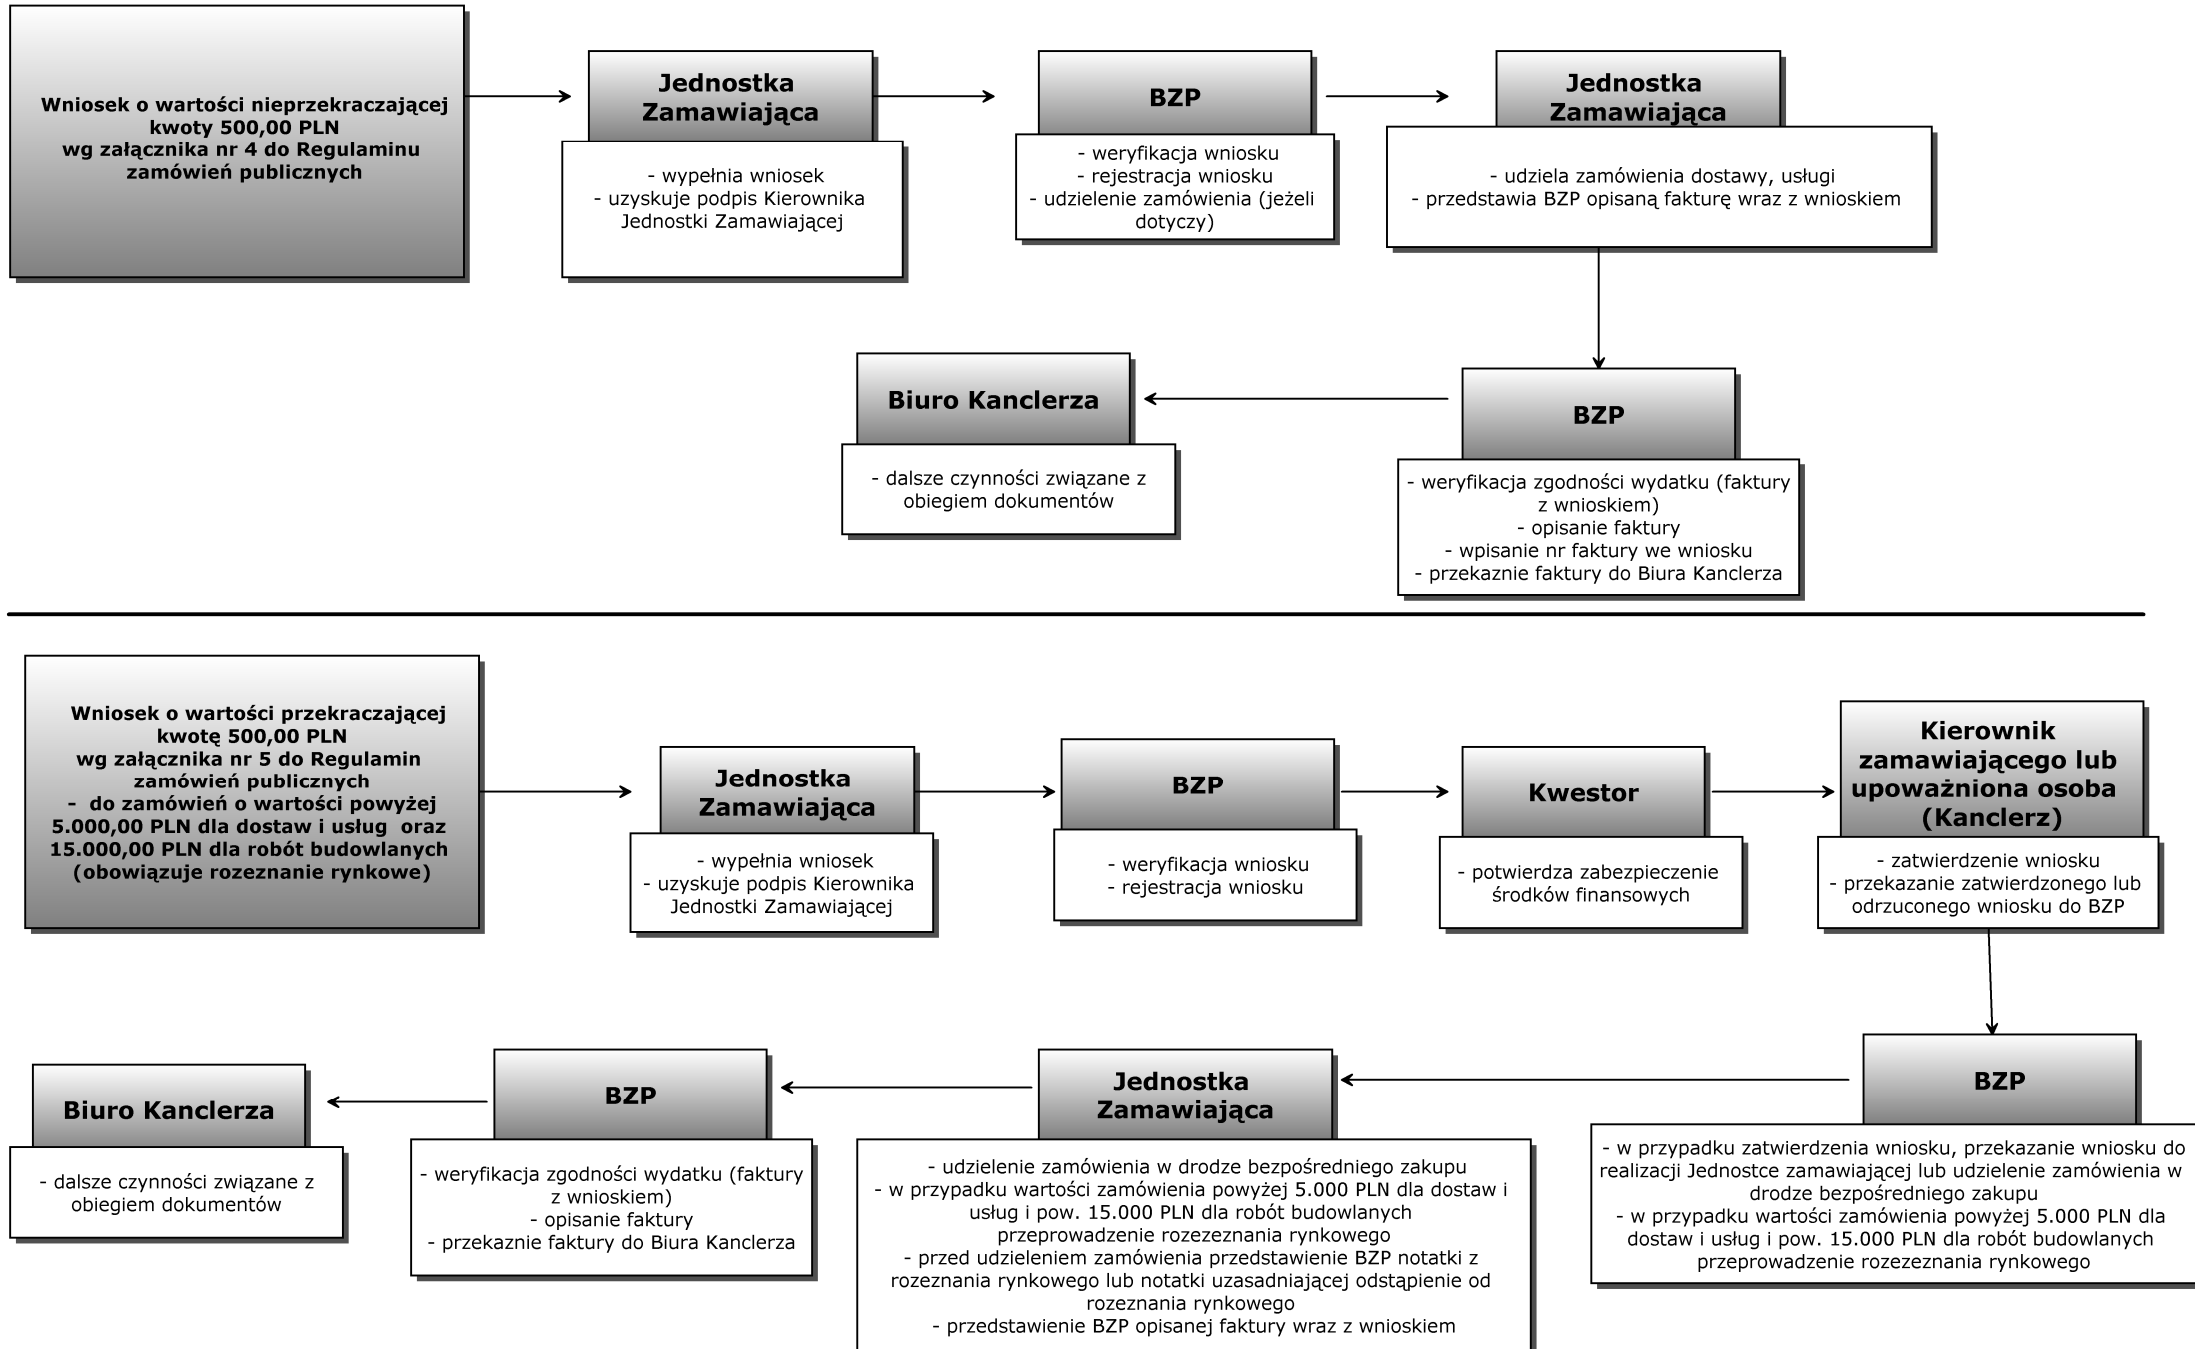 Wniosek o wartości nieprzekraczającej
kwoty 500,00 PLN
wg załącznika nr 4 do Regulaminu
zamówień publicznych
Jednostka
Zamawiająca
- wypełnia wniosek
- uzyskuje podpis Kierownika
Jednostki Zamawiającej
BZP
- weryfikacja wniosku
- rejestracja wniosku
- udzielenie zamówienia (jeżeli
dotyczy)
Jednostka
Zamawiająca
- udziela zamówienia dostawy, usługi
- przedstawia BZP opisaną fakturę wraz z wnioskiem
BZP
- weryfikacja zgodności wydatku (faktury
z wnioskiem)
- opisanie faktury
- wpisanie nr faktury we wniosku
- przekaznie faktury do Biura Kanclerza
Biuro Kanclerza
- dalsze czynności związane z
obiegiem dokumentów
Wniosek o wartości przekraczającej
kwotę 500,00 PLN
wg załącznika nr 5 do Regulamin
zamówień publicznych
- do zamówień o wartości powyżej
5.000,00 PLN dla dostaw i usług oraz
15.000,00 PLN dla robót budowlanych
(obowiązuje rozeznanie rynkowe)
Jednostka
Zamawiająca
- wypełnia wniosek
- uzyskuje podpis Kierownika
Jednostki Zamawiającej
BZP
- weryfikacja wniosku
- rejestracja wniosku
Kwestor
- potwierdza zabezpieczenie
środków finansowych
Kierownik
zamawiającego lub
upoważniona osoba
(Kanclerz)
- zatwierdzenie wniosku
- przekazanie zatwierdzonego lub
odrzuconego wniosku do BZP
BZP
- w przypadku zatwierdzenia wniosku, przekazanie wniosku do
realizacji Jednostce zamawiającej lub udzielenie zamówienia w
drodze bezpośredniego zakupu
- w przypadku wartości zamówienia powyżej 5.000 PLN dla
dostaw i usług i pow. 15.000 PLN dla robót budowlanych
przeprowadzenie rozezeznania rynkowego
Jednostka
Zamawiająca
- udzielenie zamówienia w drodze bezpośredniego zakupu
- w przypadku wartości zamówienia powyżej 5.000 PLN dla dostaw i
usług i pow. 15.000 PLN dla robót budowlanych
przeprowadzenie rozezeznania rynkowego
- przed udzieleniem zamówienia przedstawienie BZP notatki z
rozeznania rynkowego lub notatki uzasadniającej odstąpienie od
rozeznania rynkowego
- przedstawienie BZP opisanej faktury wraz z wnioskiem
BZP
- weryfikacja zgodności wydatku (faktury
z wnioskiem)
- opisanie faktury
- przekaznie faktury do Biura Kanclerza
Biuro Kanclerza
- dalsze czynności związane z
obiegiem dokumentów